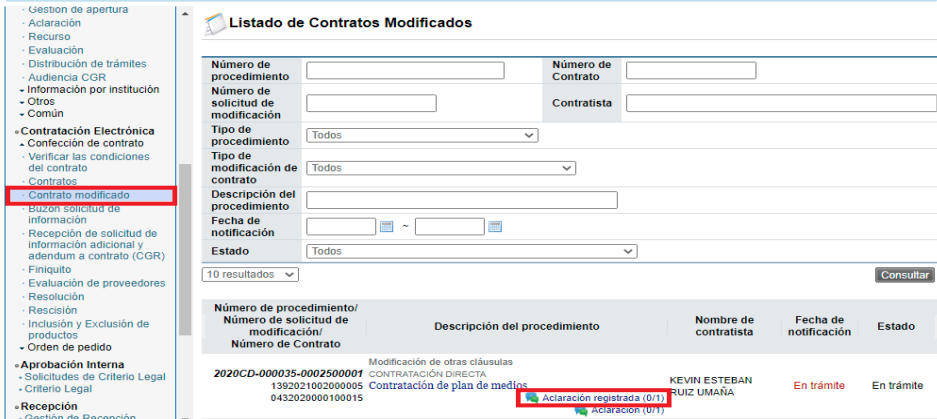 Gestión de apertura
Aclaración
Recurso
Evaluación
Distribución de trámites
Audiencia CGR
Información por institución
Otros
Común
Contratación Electrónica
Confección de contrato
Verificar las condiciones
del contrato
Contratos
Contrato modificado
Buzón solicitud de
información
Recepción de solicitud de
información adicional y
adendum a contrato (CGR)
Finiquito
Evaluación de proveedores
Resolución
Rescisión
Inclusión y Exclusión de
productos
Orden de pedido
Aprobación Interna
Solicitudes de Criterio Legal
Criterio Legal
Recepción
Gestión de Recepción
Listado de Contratos Modificados
Número de
procedimiento
Número de
Contrato
Número de
solicitud de
modificación
Contratista
Tipo de
procedimiento
Todos
Tipo de
modificación de
contrato
Todos
Descripción del
procedimiento
Fecha de
notificación
~
Estado
Todos
10 resultados
Consultar
Número de procedimiento/
Número de solicitud de
modificación/
Número de Contrato
Descripción del procedimiento
Nombre de
contratista
Fecha de
notificación
Estado
2020CD-000035-0002500001
1392021002000005
0432020000100015
Modificación de otras cláusulas
CONTRATACIÓN DIRECTA
Contratación de plan de medios
Aclaración registrada (0/1)
Aclaración (0/1)
KEVIN ESTEBAN
RUIZ UMAÑA
En trámite
En trámite